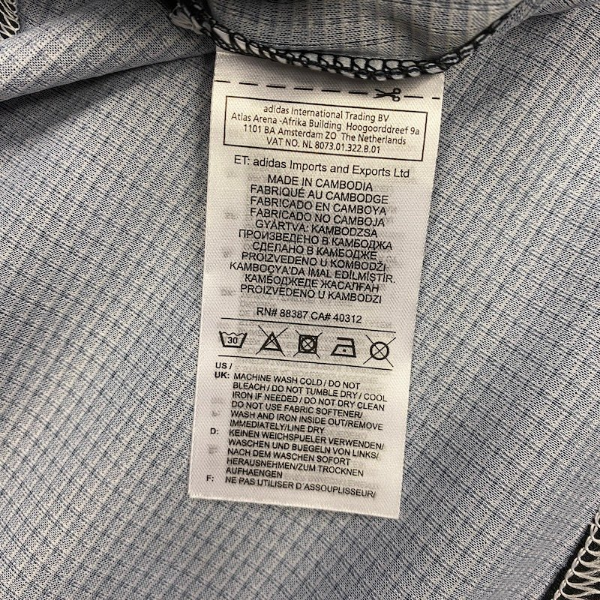 adidas International Trading BV
Atlas Arena -Afrika Building Hoogoorddreef 9a
1101 BA Amsterdam ZO The Netherlands
VAT NO. NL 8073.01.322.B.01
ET: adidas Imports and Exports Ltd
MADE IN CAMBODIA
FABRIQUÉ AU CAMBODGE
FABRICADO EN CAMBOYA
FABRICADO NO CAMBOJA
GYÁRTVA: KAMBODZSA
ПРОИЗВЕДЕНО В КАМБОДЖА
СДЕЛАНО В КАМБОДЖЕ
PROIZVEDENO U KOMBODŽI
KAMBOÇYA'DA İMAL EDİLMİŞTİR.
КАМБОДЖЕДЕ ЖАСАЛҒАН
PROIZVEDENO V KAMBODZI
RN# 88387 CA# 40312
30
US /
UK: MACHINE WASH COLD / DO NOT
BLEACH / DO NOT TUMBLE DRY / COOL
IRON IF NEEDED / DO NOT DRY CLEAN
DO NOT USE FABRIC SOFTENER/
WASH AND IRON INSIDE OUT/REMOVE
IMMEDIATELY/LINE DRY
D: KEINEN WEICHSPUELER VERWENDEN/
WASCHEN UND BUEGELN VON LINKS/
NACH DEM WASCHEN SOFORT
HERAUSNEHMEN/ZUM TROCKNEN
AUFHAENGEN
F: NE PAS UTILISER D'ASSOUPLISSEUR/